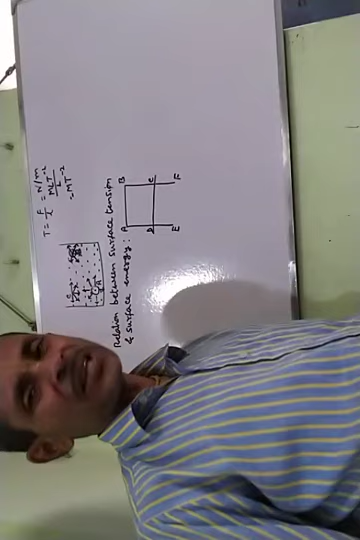 T = F/L = N/m
MLT⁻²/L
= MT⁻²
Relation between surface tension
& surface energy:
A B
D C
E F